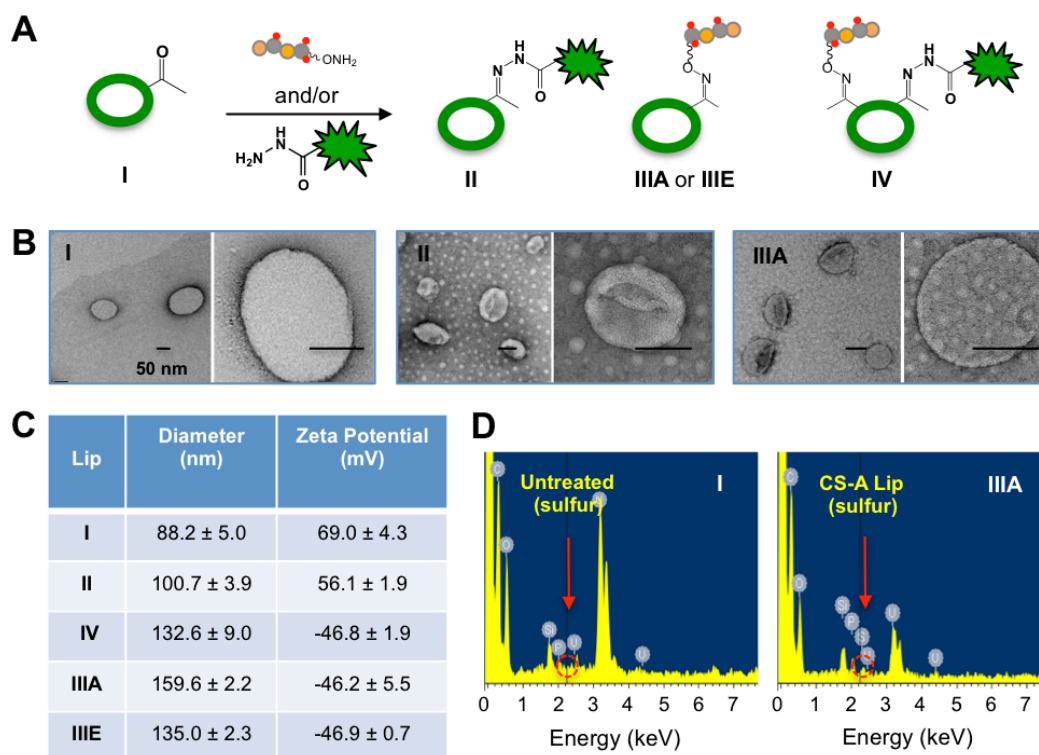 A
O
ONH₂
and/or
H
H₂N
N
O
H
N
N
O
O
N
O
N
H
N
N
O
I
II
IIIA or IIIE
IV
B
I
50 nm
II
IIIA
C
D
Lip
Diameter
(nm)
Zeta Potential
(mV)
I
88.2 ± 5.0
69.0 ± 4.3
II
100.7 ± 3.9
56.1 ± 1.9
IV
132.6 ± 9.0
-46.8 ± 1.9
IIIA
159.6 ± 2.2
-46.2 ± 5.5
IIIE
135.0 ± 2.3
-46.9 ± 0.7
Untreated
(sulfur)
I
C
O
Si
P
U
U
0 1 2 3 4 5 6 7
Energy (keV)
CS-A Lip
(sulfur)
IIIA
C
O
Si
P
S
U
U
0 1 2 3 4 5 6 7
Energy (keV)